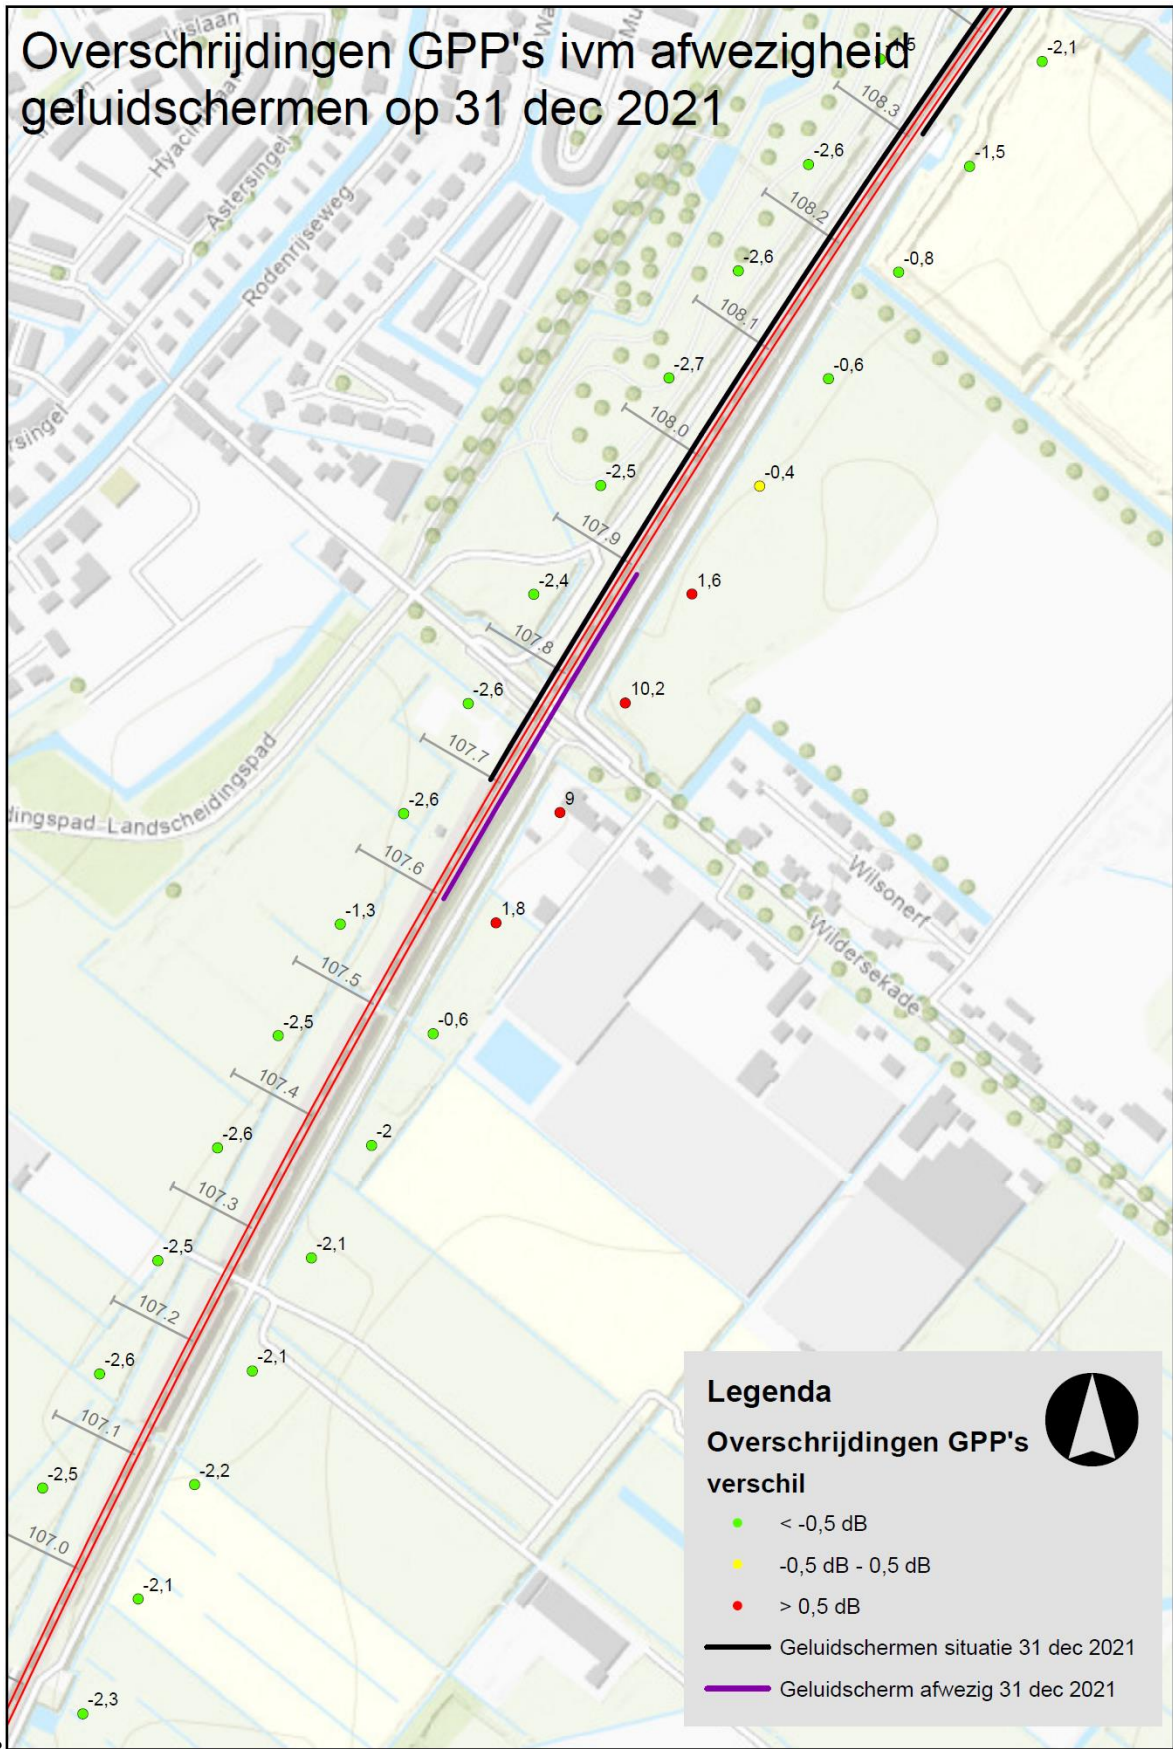 Overschrijdingen GPP's ivm afwezigheid
geluidschermen op 31 dec 2021
Astersingel
Rodenrijseweg
-2,1
108.3
-2,6
-1,5
108.2
-2,6
-0,8
108.1
-2,7
-0,6
108.0
-2,5
-0,4
107.9
-2,4
1,6
107.8
-2,6
10,2
107.7
-2,6
9
dingspad-Landscheidingspad
107.6
Wilsonerf
-1,3
1,8
Wildersekade
107.5
-2,5
-0,6
107.4
-2,6
-2
107.3
-2,5
-2,1
107.2
-2,6
-2,1
107.1
-2,5
-2,2
107.0
-2,1
-2,3
Legenda
Overschrijdingen GPP's
verschil
< -0,5 dB
-0,5 dB - 0,5 dB
> 0,5 dB
Geluidschermen situatie 31 dec 2021
Geluidscherm afwezig 31 dec 2021